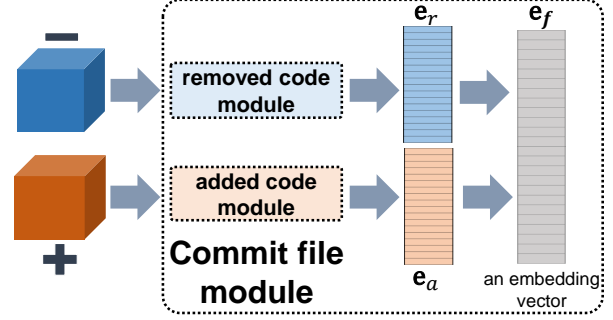 −
e_r
e_f
removed code
module
added code
module
+
Commit file
module
e_a
an embedding
vector